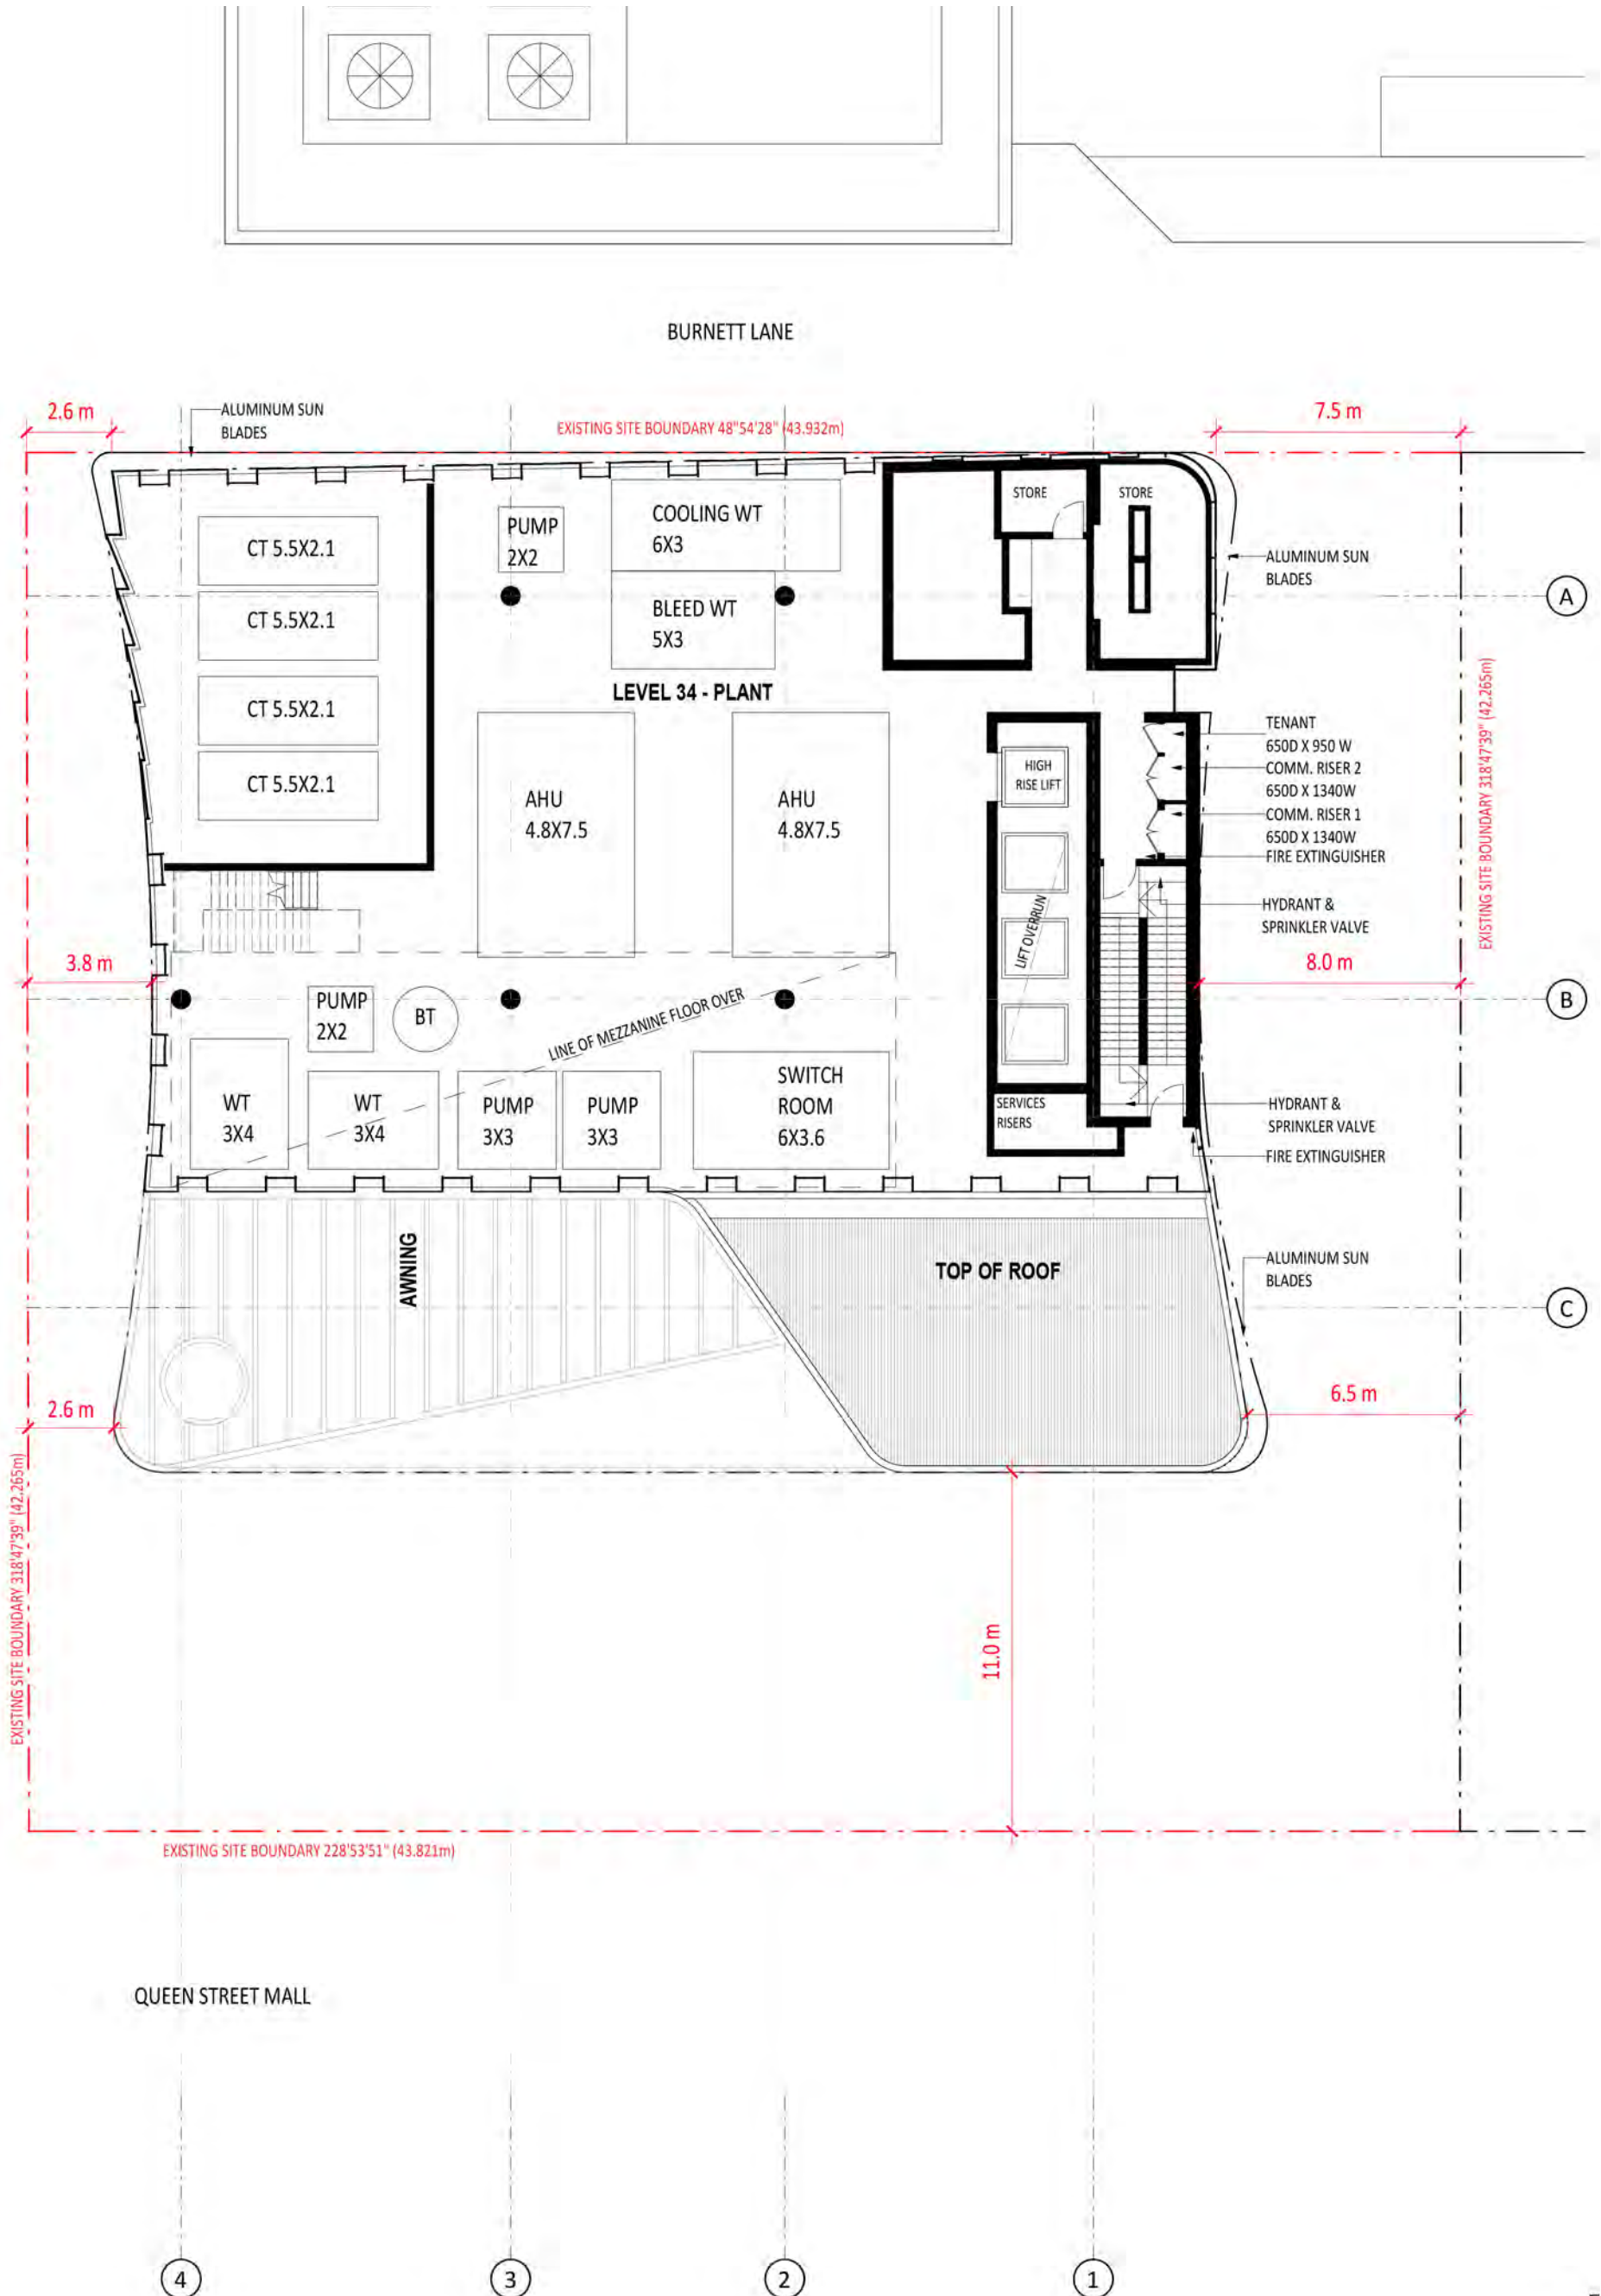 BURNETT LANE
2.6 m
ALUMINUM SUN
BLADES
EXISTING SITE BOUNDARY 48"54'28" (43.932m)
7.5 m
CT 5.5X2.1
CT 5.5X2.1
CT 5.5X2.1
CT 5.5X2.1
PUMP
2X2
COOLING WT
6X3
BLEED WT
5X3
STORE
STORE
ALUMINUM SUN
BLADES
A
LEVEL 34 - PLANT
EXISTING SITE BOUNDARY 318'47'39" (42.265m)
AHU
4.8X7.5
AHU
4.8X7.5
HIGH
RISE LIFT
LIFT OVERRUN
TENANT
650D X 950 W
COMM. RISER 2
650D X 1340W
COMM. RISER 1
650D X 1340W
FIRE EXTINGUISHER
HYDRANT &
SPRINKLER VALVE
3.8 m
8.0 m
B
PUMP
2X2
BT
LINE OF MEZZANINE FLOOR OVER
WT
3X4
WT
3X4
PUMP
3X3
PUMP
3X3
SWITCH
ROOM
6X3.6
SERVICES
RISERS
HYDRANT &
SPRINKLER VALVE
FIRE EXTINGUISHER
AWNING
TOP OF ROOF
ALUMINUM SUN
BLADES
C
2.6 m
6.5 m
EXISTING SITE BOUNDARY 318'47'39" (42.265m)
11.0 m
EXISTING SITE BOUNDARY 228'53'51" (43.821m)
QUEEN STREET MALL
4
3
2
1